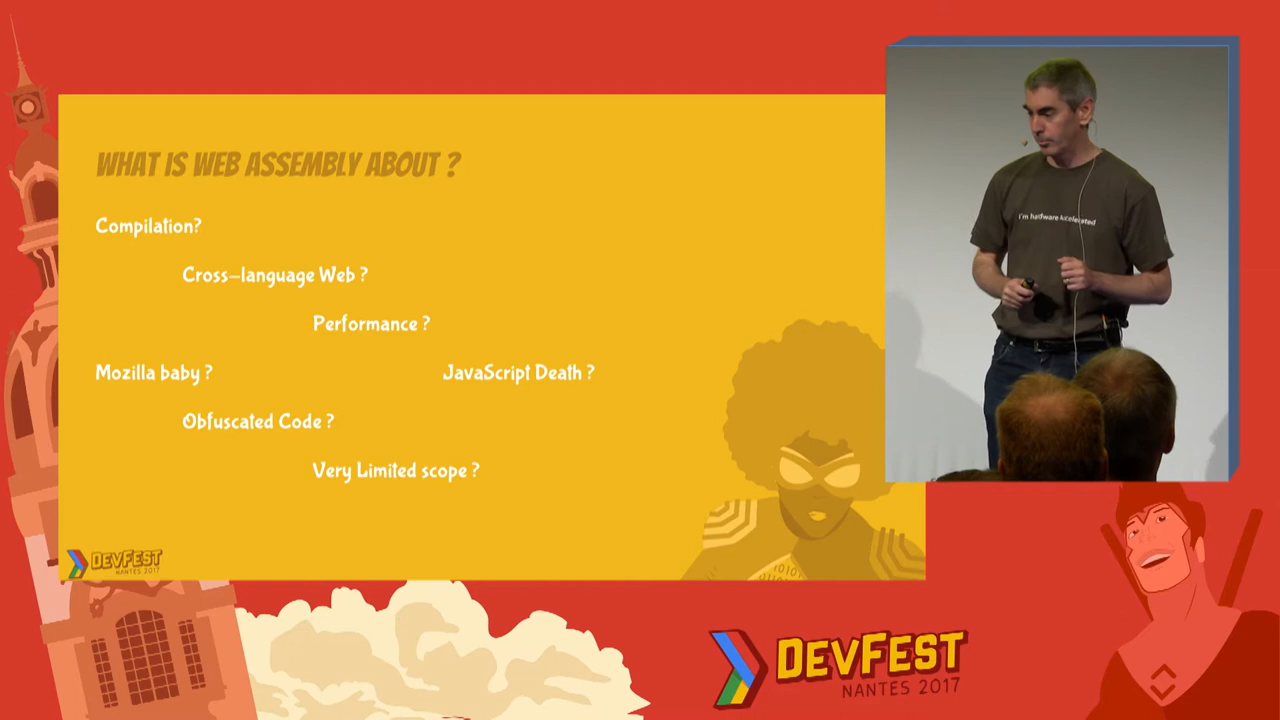 WHAT IS WEB ASSEMBLY ABOUT ?
Compilation?
Cross-language Web ?
Performance ?
Mozilla baby ?
JavaScript Death ?
Obfuscated Code ?
Very Limited scope ?
DEVFEST
NANTES 2017
I'm hardware accelerated
DEVFEST
NANTES 2017